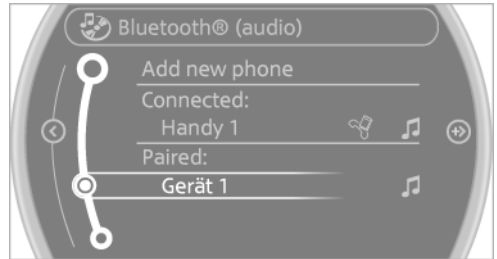 Bluetooth® (audio)
Add new phone
Connected:
Handy 1
Paired:
Gerät 1